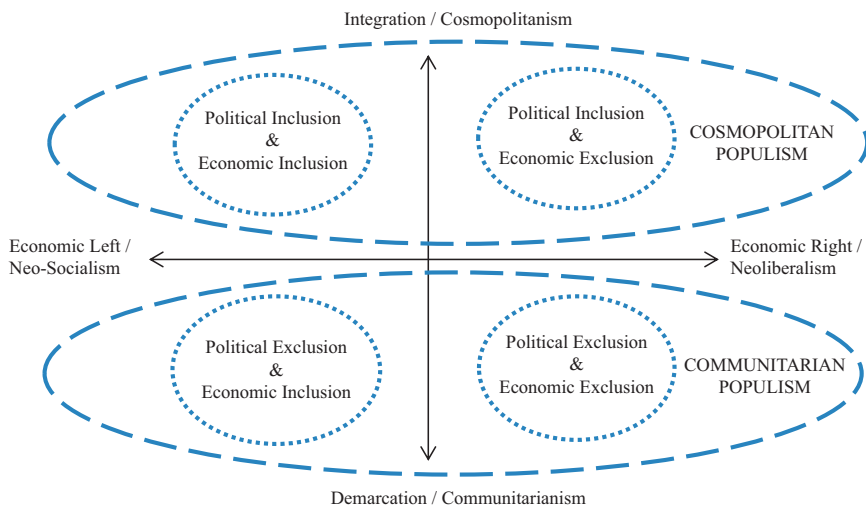 Integration / Cosmopolitanism
Political Inclusion
&
Economic Inclusion
Political Inclusion
&
Economic Exclusion
COSMOPOLITAN
POPULISM
Economic Left /
Neo-Socialism
Economic Right /
Neoliberalism
Political Exclusion
&
Economic Inclusion
Political Exclusion
&
Economic Exclusion
COMMUNITARIAN
POPULISM
Demarcation / Communitarianism